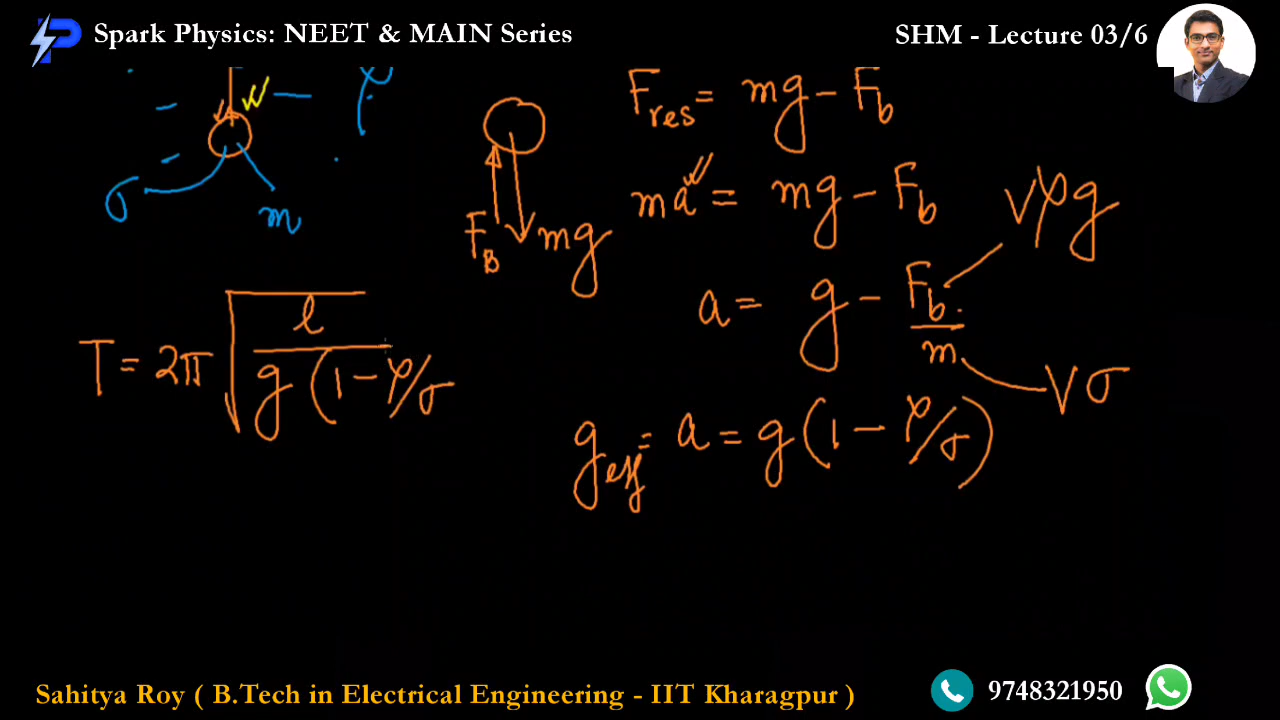 Spark Physics: NEET & MAIN Series
SHM - Lecture 03/6
σ
m
F_B
mg
F_res = mg - F_b
ma = mg - F_b
Vρg
a = g - F_b/m
Vσ
g_eff = a = g(1 - ρ/σ)
T = 2π √(l / g(1 - ρ/σ
Sahitya Roy ( B.Tech in Electrical Engineering - IIT Kharagpur )
9748321950